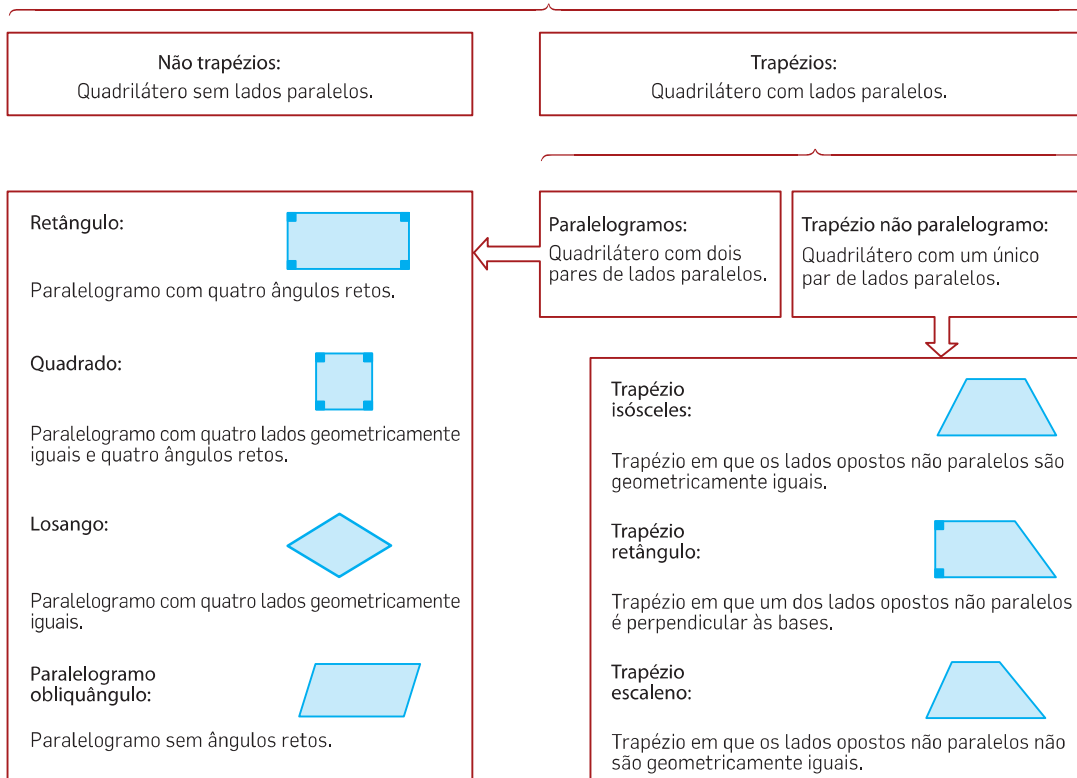 Não trapézios:
Quadrilátero sem lados paralelos.
Trapézios:
Quadrilátero com lados paralelos.
Retângulo:
Paralelogramo com quatro ângulos retos.
Quadrado:
Paralelogramo com quatro lados geometricamente
iguais e quatro ângulos retos.
Losango:
Paralelogramo com quatro lados geometricamente
iguais.
Paralelogramo
obliquângulo:
Paralelogramo sem ângulos retos.
Paralelogramos:
Quadrilátero com dois
pares de lados paralelos.
Trapézio não paralelogramo:
Quadrilátero com um único
par de lados paralelos.
Trapézio
isósceles:
Trapézio em que os lados opostos não paralelos são
geometricamente iguais.
Trapézio
retângulo:
Trapézio em que um dos lados opostos não paralelos
é perpendicular às bases.
Trapézio
escaleno:
Trapézio em que os lados opostos não paralelos não
são geometricamente iguais.